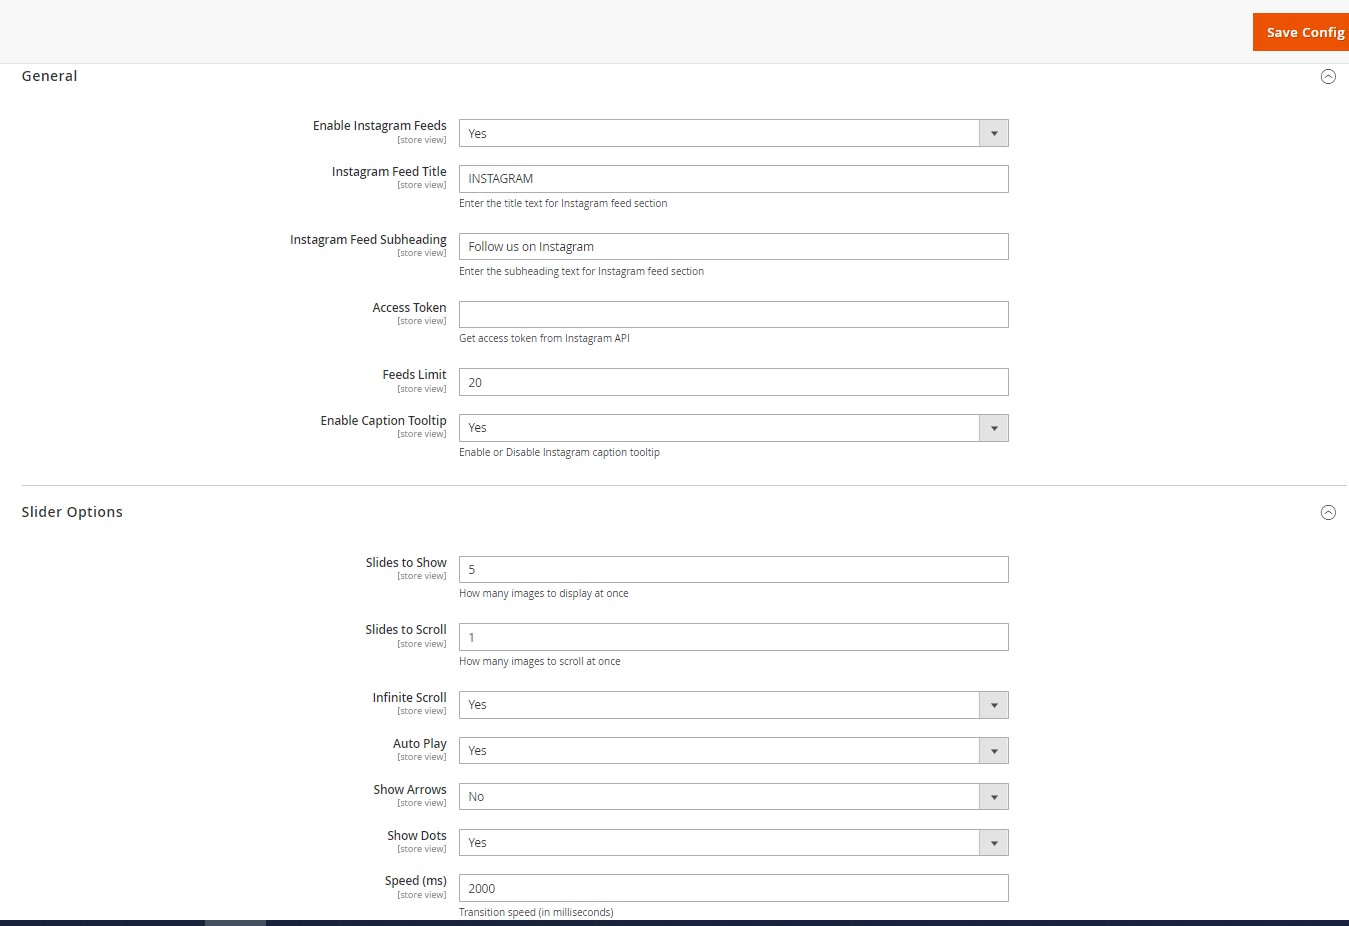 Save Config
General
Enable Instagram Feeds
[store view]
Yes
Instagram Feed Title
[store view]
INSTAGRAM
Enter the title text for Instagram feed section
Instagram Feed Subheading
[store view]
Follow us on Instagram
Enter the subheading text for Instagram feed section
Access Token
[store view]
Get access token from Instagram API
Feeds Limit
[store view]
20
Enable Caption Tooltip
[store view]
Yes
Enable or Disable Instagram caption tooltip
Slider Options
Slides to Show
[store view]
5
How many images to display at once
Slides to Scroll
[store view]
1
How many images to scroll at once
Infinite Scroll
[store view]
Yes
Auto Play
[store view]
Yes
Show Arrows
[store view]
No
Show Dots
[store view]
Yes
Speed (ms)
[store view]
2000
Transition speed (in milliseconds)